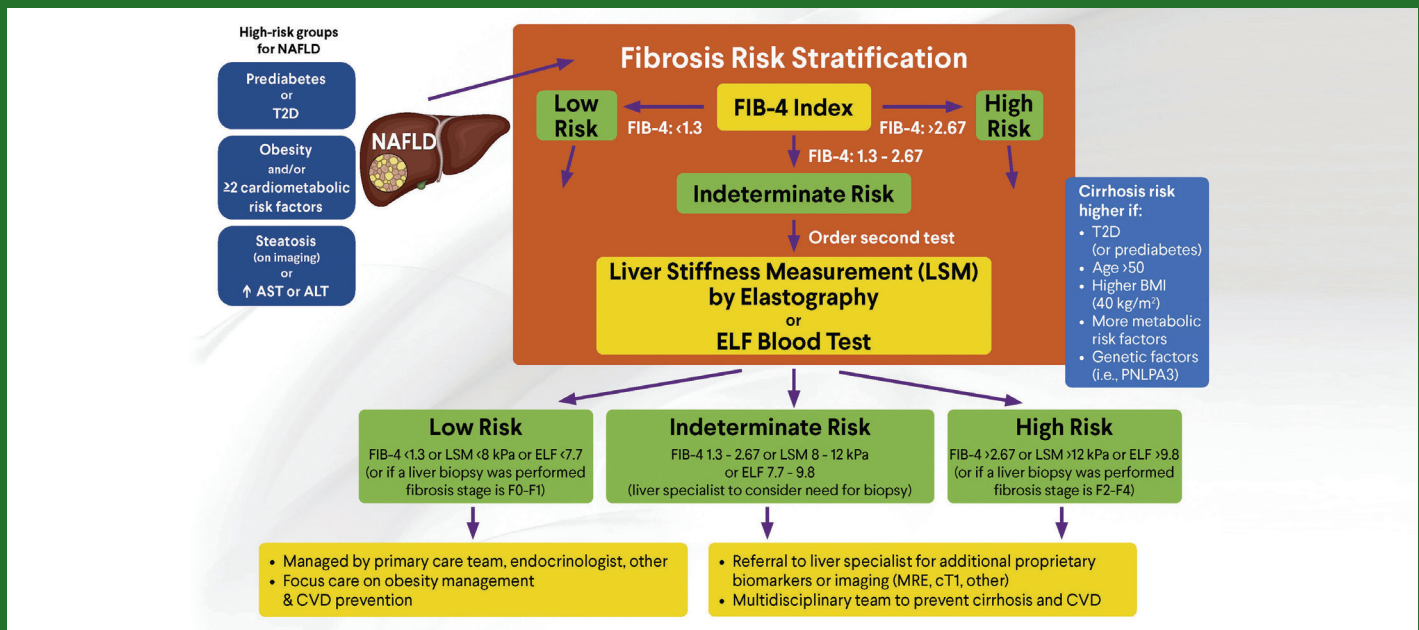 High-risk groups
for NAFLD
Prediabetes
or
T2D
Obesity
and/or
≥2 cardiometabolic
risk factors
Steatosis
(on imaging)
or
↑ AST or ALT
NAFLD
Fibrosis Risk Stratification
Low
Risk
FIB-4: <1.3
FIB-4 Index
FIB-4: >2.67
High
Risk
FIB-4: 1.3 - 2.67
Indeterminate Risk
Order second test
Liver Stiffness Measurement (LSM)
by Elastography
or
ELF Blood Test
Cirrhosis risk
higher if:
• T2D
(or prediabetes)
• Age >50
• Higher BMI
(40 kg/m²)
• More metabolic
risk factors
• Genetic factors
(i.e., PNLPA3)
Low Risk
FIB-4 <1.3 or LSM <8 kPa or ELF <7.7
(or if a liver biopsy was performed
fibrosis stage is F0-F1)
Indeterminate Risk
FIB-4 1.3 - 2.67 or LSM 8 - 12 kPa
or ELF 7.7 - 9.8
(liver specialist to consider need for biopsy)
High Risk
FIB-4 >2.67 or LSM >12 kPa or ELF >9.8
(or if a liver biopsy was performed
fibrosis stage is F2-F4)
• Managed by primary care team, endocrinologist, other
• Focus care on obesity management
& CVD prevention
• Referral to liver specialist for additional proprietary
biomarkers or imaging (MRE, cT1, other)
• Multidisciplinary team to prevent cirrhosis and CVD